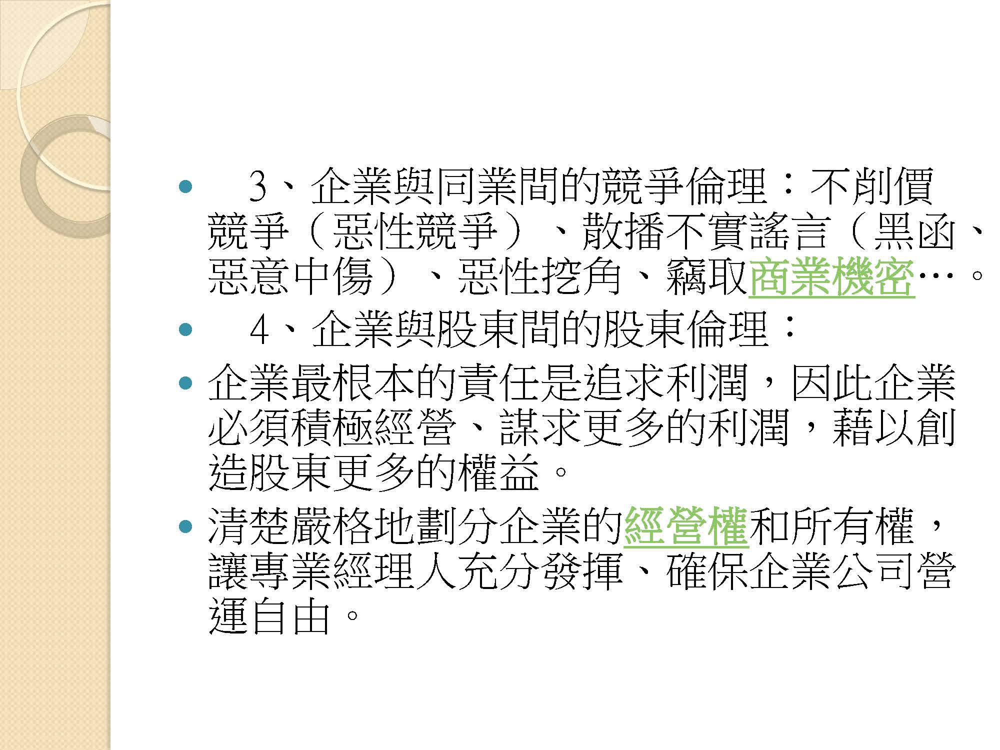 3、企業與同業間的競爭倫理：不削價
競爭（惡性競爭）、散播不實謠言（黑函、
惡意中傷）、惡性挖角、竊取商業機密…。
4、企業與股東間的股東倫理：
企業最根本的責任是追求利潤，因此企業
必須積極經營、謀求更多的利潤，藉以創
造股東更多的權益。
清楚嚴格地劃分企業的經營權和所有權，
讓專業經理人充分發揮、確保企業公司營
運自由。